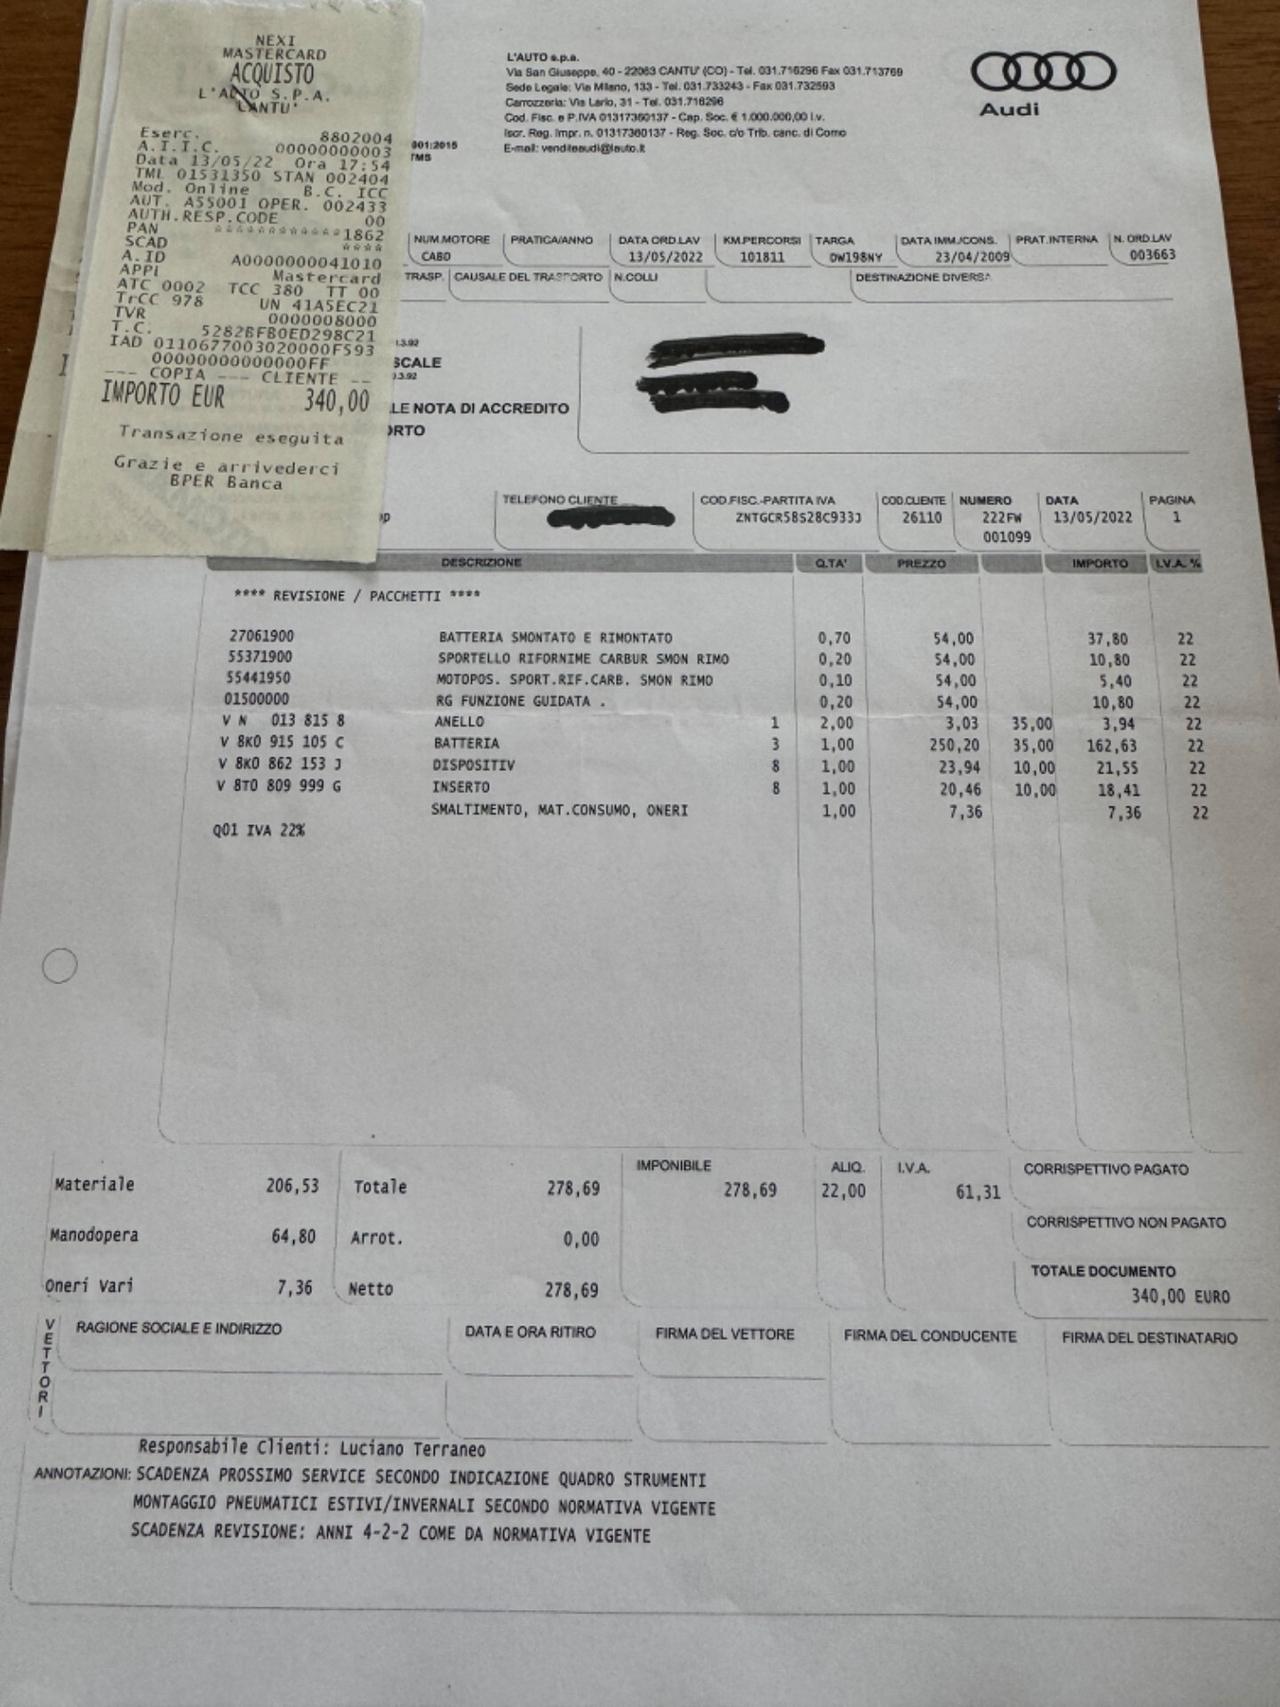 NEXI
MASTERCARD
ACQUISTO
L'AUTO S.P.A.
CANTU'
Eserc. 8802004
A.I.I.C. 00000000003
Data 13/05/22 Ora 17:54
TML 01531350 STAN 002404
Mod. Online B.C. ICC
AUT. A55001 OPER. 002433
AUTH.RESP.CODE 00
PAN ************1862
SCAD ****
A.ID A0000000041010
APPL Mastercard
ATC 0002 TCC 380 TT 00
TrCC 978 UN 41A5EC21
TVR 0000008000
T.C. 5282BFB0ED298C21
IAD 0110677003020000F593
00000000000000FF
--- COPIA --- CLIENTE --
IMPORTO EUR 340,00
Transazione eseguita
Grazie e arrivederci
BPER Banca
L'AUTO s.p.a.
Via San Giuseppe, 40 - 22063 CANTU' (CO) - Tel. 031.716296 Fax 031.713769
Sede Legale: Via Milano, 133 - Tel. 031.733243 - Fax 031.732593
Carrozzeria: Via Lario, 31 - Tel. 031.716296
Cod. Fisc. e P.IVA 01317360137 - Cap. Soc. € 1.000.000,00 i.v.
Iscr. Reg. Impr. n. 01317360137 - Reg. Soc. c/o Trib. canc. di Como
E-mail: venditeaudi@lauto.it
Audi
001:2015
TMS
NUM.MOTORE PRATICA/ANNO DATA ORD.LAV KM.PERCORSI TARGA DATA IMM./CONS. PRAT.INTERNA N. ORD.LAV
CABO 13/05/2022 101811 DW198NY 23/04/2009 003663
TRASP. CAUSALE DEL TRASPORTO N.COLLI DESTINAZIONE DIVERSA
.3.92
SCALE
.3.92
LE NOTA DI ACCREDITO
ORTO
TELEFONO CLIENTE COD.FISC.-PARTITA IVA COD.CLIENTE NUMERO DATA PAGINA
op ZNTGCR58S28C933J 26110 222FW 13/05/2022 1
001099
DESCRIZIONE Q.TA' PREZZO IMPORTO I.V.A. %
**** REVISIONE / PACCHETTI ****
27061900 BATTERIA SMONTATO E RIMONTATO 0,70 54,00 37,80 22
55371900 SPORTELLO RIFORNIME CARBUR SMON RIMO 0,20 54,00 10,80 22
55441950 MOTOPOS. SPORT.RIF.CARB. SMON RIMO 0,10 54,00 5,40 22
01500000 RG FUNZIONE GUIDATA . 0,20 54,00 10,80 22
V N 013 815 8 ANELLO 1 2,00 3,03 35,00 3,94 22
V 8K0 915 105 C BATTERIA 3 1,00 250,20 35,00 162,63 22
V 8K0 862 153 J DISPOSITIV 8 1,00 23,94 10,00 21,55 22
V 8T0 809 999 G INSERTO 8 1,00 20,46 10,00 18,41 22
SMALTIMENTO, MAT.CONSUMO, ONERI 1,00 7,36 7,36 22
Q01 IVA 22%
IMPONIBILE ALIQ. I.V.A. CORRISPETTIVO PAGATO
Materiale 206,53 Totale 278,69 278,69 22,00 61,31
CORRISPETTIVO NON PAGATO
Manodopera 64,80 Arrot. 0,00
TOTALE DOCUMENTO
Oneri Vari 7,36 Netto 278,69 340,00 EURO
VETTORI
RAGIONE SOCIALE E INDIRIZZO DATA E ORA RITIRO FIRMA DEL VETTORE FIRMA DEL CONDUCENTE FIRMA DEL DESTINATARIO
Responsabile Clienti: Luciano Terraneo
ANNOTAZIONI: SCADENZA PROSSIMO SERVICE SECONDO INDICAZIONE QUADRO STRUMENTI
MONTAGGIO PNEUMATICI ESTIVI/INVERNALI SECONDO NORMATIVA VIGENTE
SCADENZA REVISIONE: ANNI 4-2-2 COME DA NORMATIVA VIGENTE